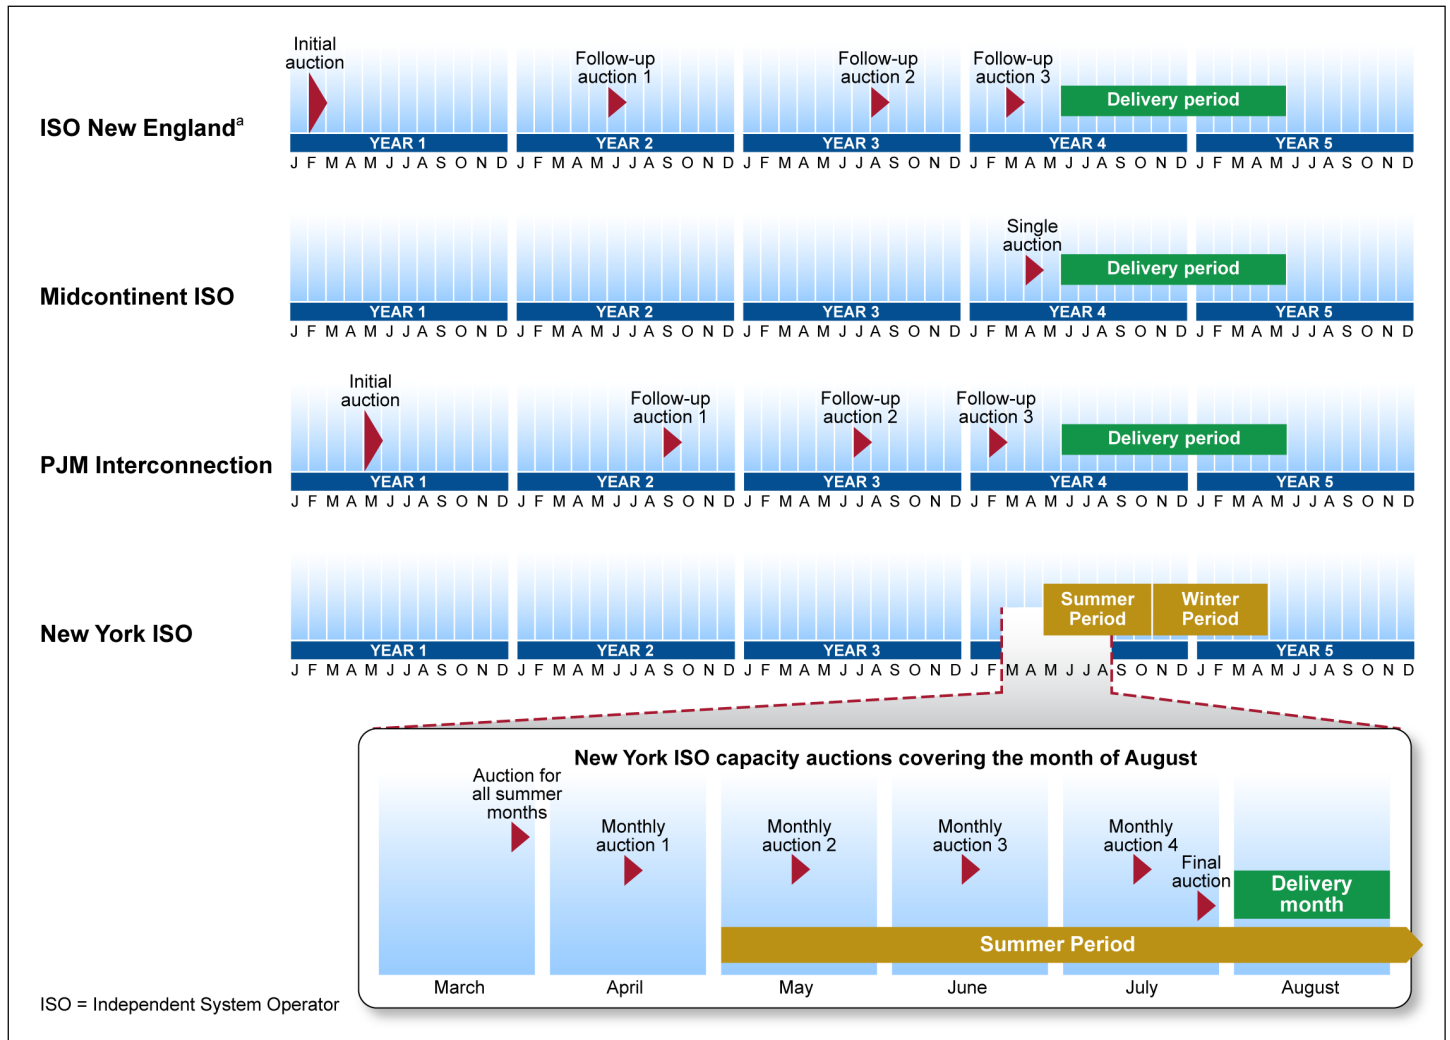 Initial
auction
Follow-up
auction 1
Follow-up
auction 2
Follow-up
auction 3
Delivery period
ISO New Englandª
YEAR 1 YEAR 2 YEAR 3 YEAR 4 YEAR 5
J F M A M J J A S O N D J F M A M J J A S O N D J F M A M J J A S O N D J F M A M J J A S O N D J F M A M J J A S O N D
Single
auction
Delivery period
Midcontinent ISO
YEAR 1 YEAR 2 YEAR 3 YEAR 4 YEAR 5
J F M A M J J A S O N D J F M A M J J A S O N D J F M A M J J A S O N D J F M A M J J A S O N D J F M A M J J A S O N D
Initial
auction
Follow-up
auction 1
Follow-up
auction 2
Follow-up
auction 3
Delivery period
PJM Interconnection
YEAR 1 YEAR 2 YEAR 3 YEAR 4 YEAR 5
J F M A M J J A S O N D J F M A M J J A S O N D J F M A M J J A S O N D J F M A M J J A S O N D J F M A M J J A S O N D
Summer
Period
Winter
Period
New York ISO
YEAR 1 YEAR 2 YEAR 3 YEAR 5
J F M A M J J A S O N D J F M A M J J A S O N D J F M A M J J A S O N D J F M A M J J A S O N D J F M A M J J A S O N D
New York ISO capacity auctions covering the month of August
Auction for
all summer
months
Monthly
auction 1
Monthly
auction 2
Monthly
auction 3
Monthly
auction 4
Final
auction
Delivery
month
Summer Period
March April May June July August
ISO = Independent System Operator